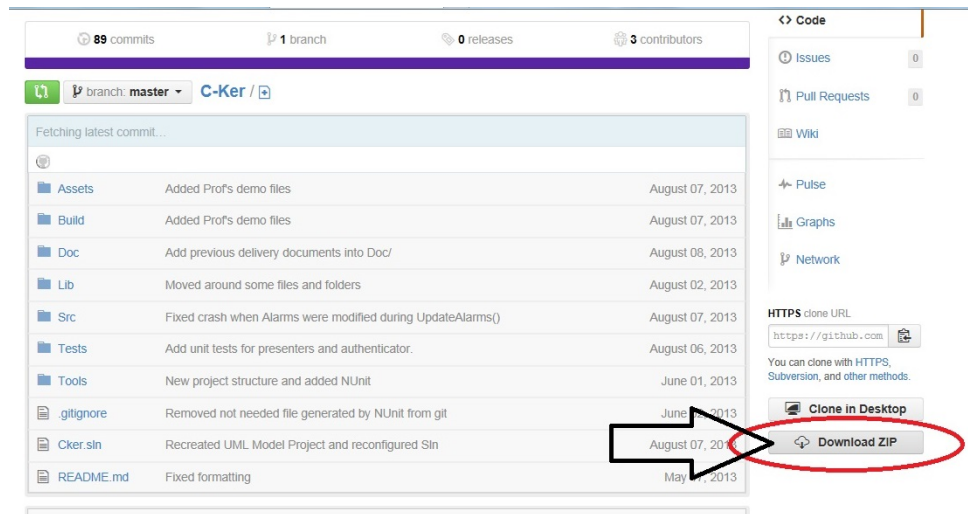 89 commits 1 branch 0 releases 3 contributors
branch: master C-Ker /
Fetching latest commit...
Assets Added Prof's demo files August 07, 2013
Build Added Prof's demo files August 07, 2013
Doc Add previous delivery documents into Doc/ August 08, 2013
Lib Moved around some files and folders August 02, 2013
Src Fixed crash when Alarms were modified during UpdateAlarms() August 07, 2013
Tests Add unit tests for presenters and authenticator. August 06, 2013
Tools New project structure and added NUnit June 01, 2013
.gitignore Removed not needed file generated by NUnit from git June 2013
Cker.sln Recreated UML Model Project and reconfigured Sln August 07, 2013
README.md Fixed formatting May 2013
<> Code
Issues 0
Pull Requests 0
Wiki
Pulse
Graphs
Network
HTTPS clone URL
https://github.com
You can clone with HTTPS,
Subversion, and other methods.
Clone in Desktop
Download ZIP